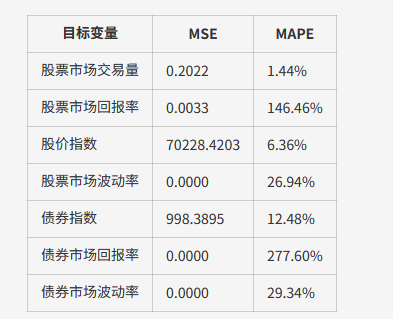 目标变量 MSE MAPE
股票市场交易量 0.2022 1.44%
股票市场回报率 0.0033 146.46%
股价指数 70228.4203 6.36%
股票市场波动率 0.0000 26.94%
债券指数 998.3895 12.48%
债券市场回报率 0.0000 277.60%
债券市场波动率 0.0000 29.34%